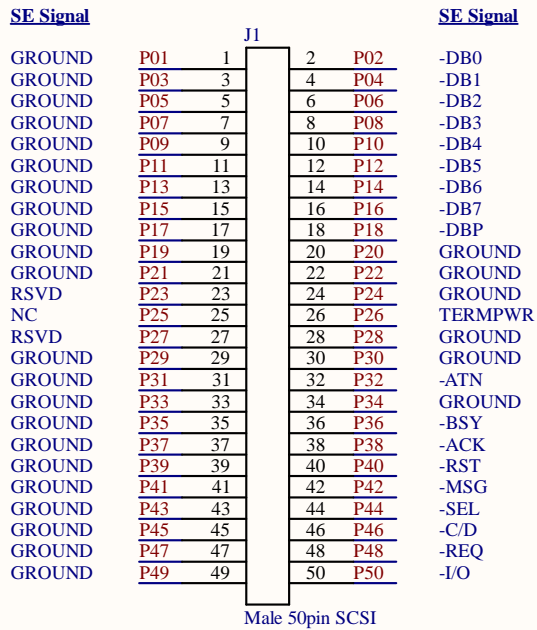 SE Signal SE Signal
J1
GROUND P01 1 2 P02 -DB0
GROUND P03 3 4 P04 -DB1
GROUND P05 5 6 P06 -DB2
GROUND P07 7 8 P08 -DB3
GROUND P09 9 10 P10 -DB4
GROUND P11 11 12 P12 -DB5
GROUND P13 13 14 P14 -DB6
GROUND P15 15 16 P16 -DB7
GROUND P17 17 18 P18 -DBP
GROUND P19 19 20 P20 GROUND
GROUND P21 21 22 P22 GROUND
RSVD P23 23 24 P24 GROUND
NC P25 25 26 P26 TERMPWR
RSVD P27 27 28 P28 GROUND
GROUND P29 29 30 P30 GROUND
GROUND P31 31 32 P32 -ATN
GROUND P33 33 34 P34 GROUND
GROUND P35 35 36 P36 -BSY
GROUND P37 37 38 P38 -ACK
GROUND P39 39 40 P40 -RST
GROUND P41 41 42 P42 -MSG
GROUND P43 43 44 P44 -SEL
GROUND P45 45 46 P46 -C/D
GROUND P47 47 48 P48 -REQ
GROUND P49 49 50 P50 -I/O
Male 50pin SCSI